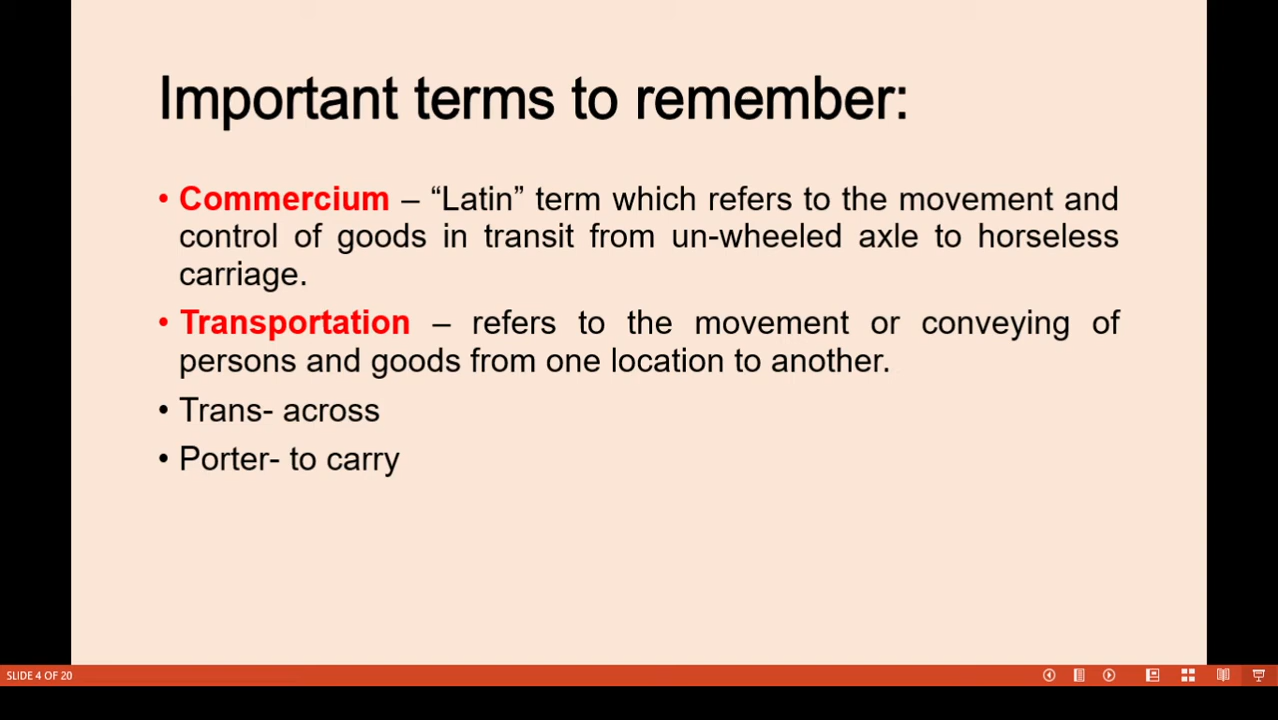 Important terms to remember:
• Commercium – “Latin” term which refers to the movement and
control of goods in transit from un-wheeled axle to horseless
carriage.
• Transportation – refers to the movement or conveying of
persons and goods from one location to another.
• Trans- across
• Porter- to carry
SLIDE 4 OF 20